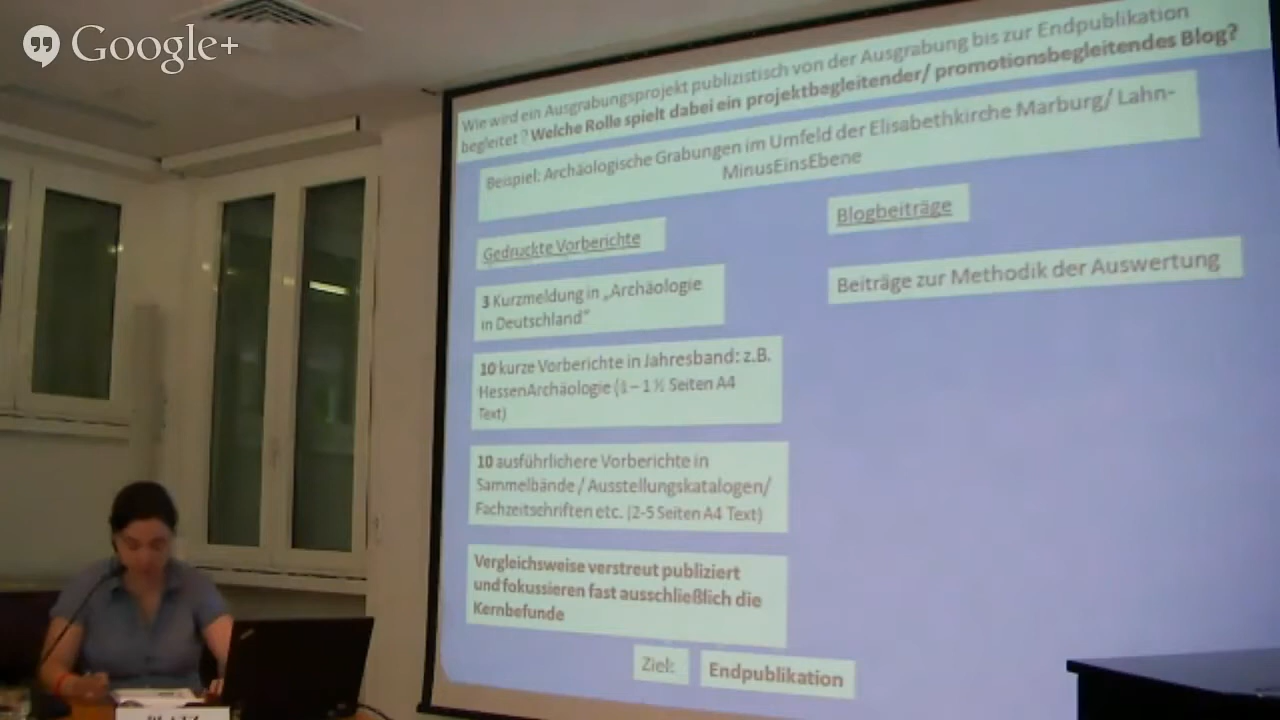 Google+
Wie wird ein Ausgrabungsprojekt publizistisch von der Ausgrabung bis zur Endpublikation
begleitet ? Welche Rolle spielt dabei ein projektbegleitender/ promotionsbegleitendes Blog?
Beispiel: Archäologische Grabungen im Umfeld der Elisabethkirche Marburg/ Lahn-
MinusEinsEbene
Gedruckte Vorberichte
3 Kurzmeldung in „Archäologie
in Deutschland“
10 kurze Vorberichte in Jahresband: z.B.
HessenArchäologie (1 – 1 ½ Seiten A4
Text)
10 ausführlichere Vorberichte in
Sammelbände / Ausstellungskatalogen/
Fachzeitschriften etc. (2-5 Seiten A4 Text)
Vergleichsweise verstreut publiziert
und fokussieren fast ausschließlich die
Kernbefunde
Blogbeiträge
Beiträge zur Methodik der Auswertung
Ziel:
Endpublikation